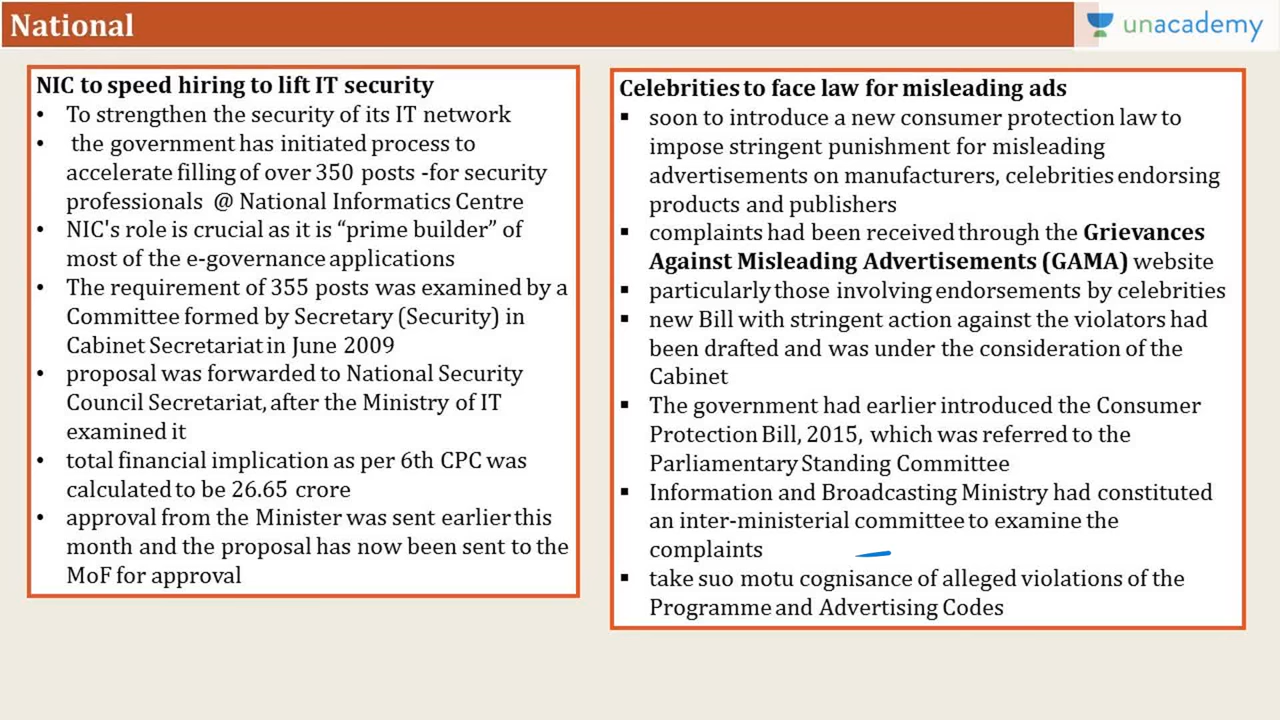 National
unacademy
NIC to speed hiring to lift IT security
• To strengthen the security of its IT network
• the government has initiated process to
accelerate filling of over 350 posts -for security
professionals @ National Informatics Centre
• NIC's role is crucial as it is “prime builder” of
most of the e-governance applications
• The requirement of 355 posts was examined by a
Committee formed by Secretary (Security) in
Cabinet Secretariat in June 2009
• proposal was forwarded to National Security
Council Secretariat, after the Ministry of IT
examined it
• total financial implication as per 6th CPC was
calculated to be 26.65 crore
• approval from the Minister was sent earlier this
month and the proposal has now been sent to the
MoF for approval
Celebrities to face law for misleading ads
▪ soon to introduce a new consumer protection law to
impose stringent punishment for misleading
advertisements on manufacturers, celebrities endorsing
products and publishers
▪ complaints had been received through the Grievances
Against Misleading Advertisements (GAMA) website
▪ particularly those involving endorsements by celebrities
▪ new Bill with stringent action against the violators had
been drafted and was under the consideration of the
Cabinet
▪ The government had earlier introduced the Consumer
Protection Bill, 2015, which was referred to the
Parliamentary Standing Committee
▪ Information and Broadcasting Ministry had constituted
an inter-ministerial committee to examine the
complaints
▪ take suo motu cognisance of alleged violations of the
Programme and Advertising Codes